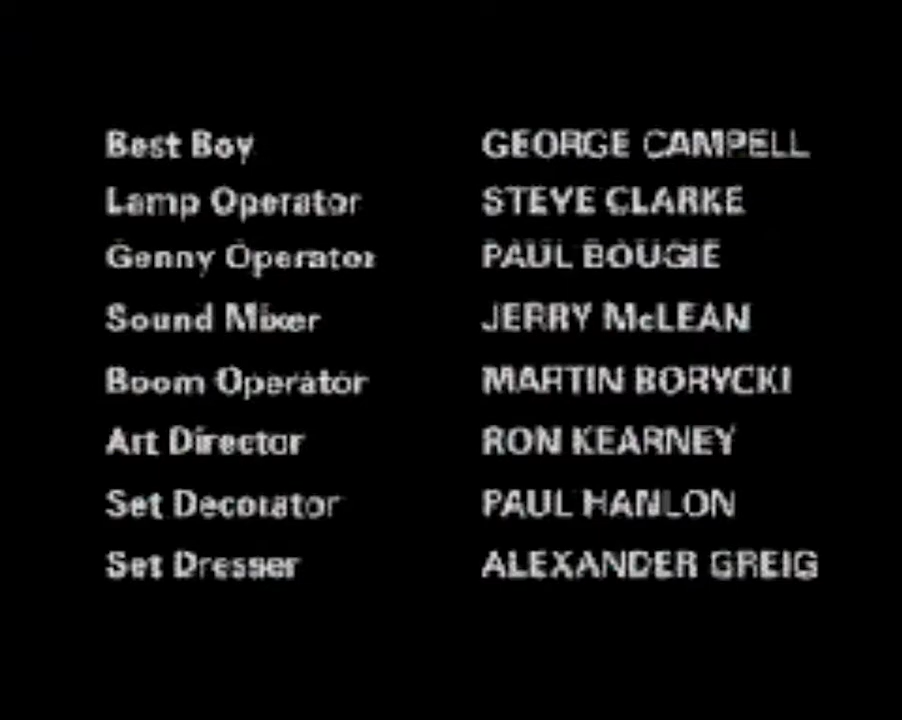 Best Boy GEORGE CAMPELL
Lamp Operator STEVE CLARKE
Genny Operator PAUL BOUGIE
Sound Mixer JERRY McLEAN
Boom Operator MARTIN BORYCKI
Art Director RON KEARNEY
Set Decorator PAUL HANLON
Set Dresser ALEXANDER GREIG